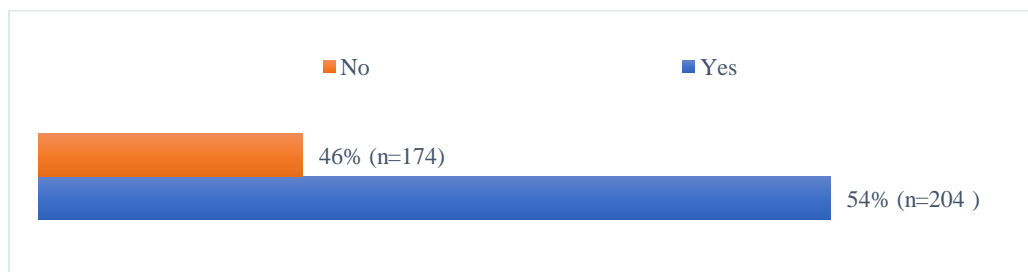 No Yes
46% (n=174)
54% (n=204 )